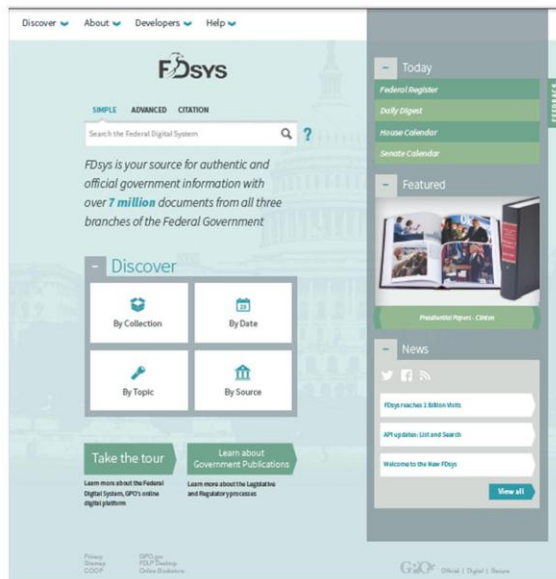 Discover About Developers Help
FDsys
SIMPLE ADVANCED CITATION
Search the Federal Digital System
?
FDsys is your source for authentic and
official government information with
over 7 million documents from all three
branches of the Federal Government
Discover
By Collection
23
By Date
By Topic
By Source
Take the tour
Learn more about the Federal
Digital System, GPO's online
digital platform
Learn about
Government Publications
Learn more about the Legislative
and Regulatory processes
Today
Federal Register
Daily Digest
House Calendar
Senate Calendar
FEEDBACK
Featured
Presidential Papers - Clinton
News
FDsys reaches 1 Billion Visits
API updates: List and Search
Welcome to the New FDsys
View all
Privacy
Sitemap
COOP
GPO.gov
FDLP Desktop
Online Bookstore
GPO Official | Digital | Secure